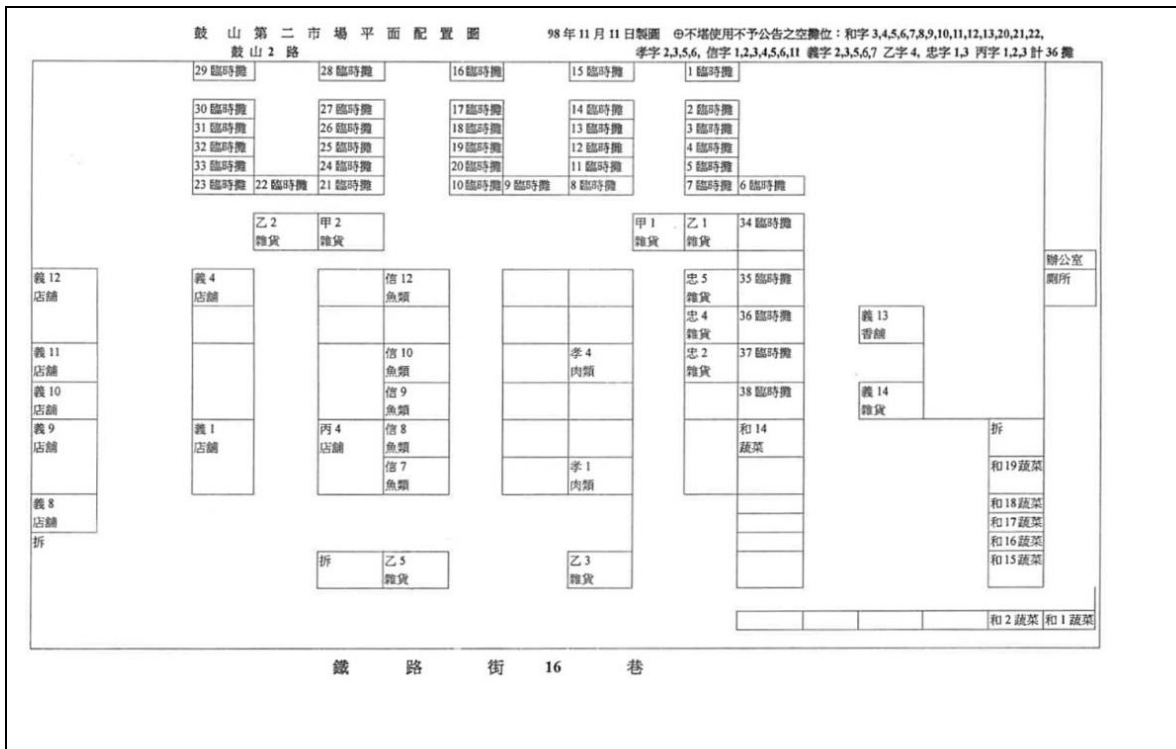 鼓山第二市場平面配置圖 98年11月11日製圖 ⊕不堪使用不予公告之空攤位：和字3,4,5,6,7,8,9,10,11,12,13,20,21,22,
鼓山2路 孝字2,3,5,6, 信字1,2,3,4,5,6,11 義字2,3,5,6,7 乙字4, 忠字1,3 丙字1,2,3 計36攤
29臨時攤 28臨時攤 16臨時攤 15臨時攤 1臨時攤
30臨時攤 27臨時攤 17臨時攤 14臨時攤 2臨時攤
31臨時攤 26臨時攤 18臨時攤 13臨時攤 3臨時攤
32臨時攤 25臨時攤 19臨時攤 12臨時攤 4臨時攤
33臨時攤 24臨時攤 20臨時攤 11臨時攤 5臨時攤
23臨時攤 22臨時攤 21臨時攤 10臨時攤 9臨時攤 8臨時攤 7臨時攤 6臨時攤
乙2 甲2 甲1 乙1 34臨時攤
雜貨 雜貨 雜貨 雜貨
辦公室
義12 義4 信12 忠5 35臨時攤 廁所
店舖 店舖 魚類 雜貨
忠4 36臨時攤 義13
雜貨 香舖
義11 信10 孝4 忠2 37臨時攤
店舖 魚類 肉類 雜貨
義10 信9 38臨時攤 義14
店舖 魚類 雜貨
義9 義1 丙4 信8 和14 拆
店舖 店舖 店舖 魚類 蔬菜
信7 孝1 和19蔬菜
魚類 肉類
義8 和18蔬菜
店舖 和17蔬菜
拆 和16蔬菜
拆 乙5 乙3 和15蔬菜
雜貨 雜貨
和2蔬菜 和1蔬菜
鐵路街16巷